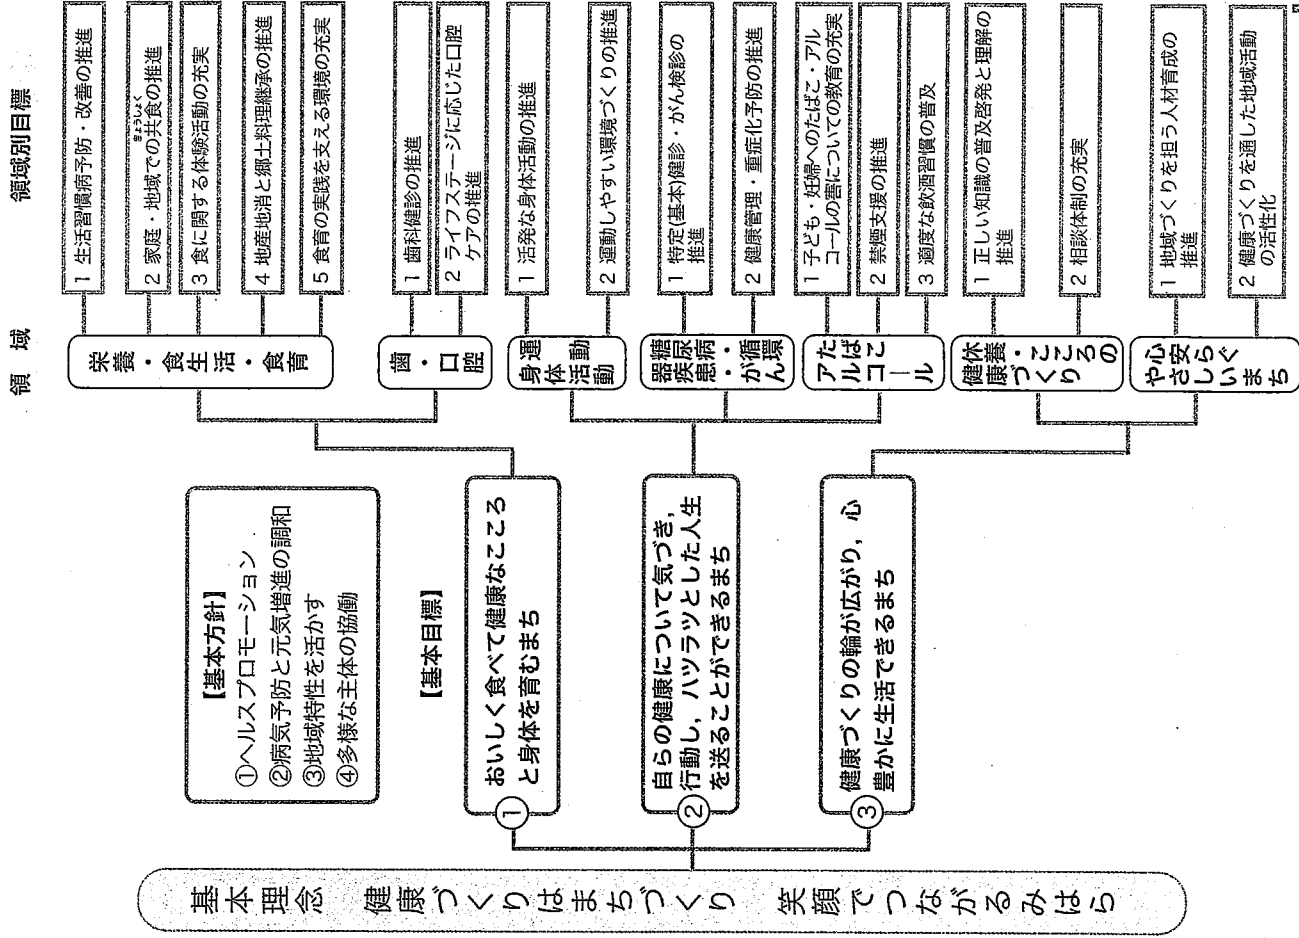 基本理念　健康づくりはまちづくり　笑顔でつながるみはら
【基本方針】
①ヘルスプロモーション
②病気予防と元気増進の調和
③地域特性を活かす
④多様な主体の協働
【基本目標】
①
おいしく食べて健康なこころ
と身体を育むまち
②
自らの健康について気づき，
行動し，ハツラツとした人生
を送ることができるまち
③
健康づくりの輪が広がり，心
豊かに生活できるまち
領　域
領域別目標
栄養・食生活・食育
1 生活習慣病予防・改善の推進
きょうしょく
2 家庭・地域での共食の推進
3 食に関する体験活動の充実
4 地産地消と郷土料理継承の推進
5 食育の実践を支える環境の充実
歯・口腔
1 歯科健診の推進
2 ライフステージに応じた口腔
ケアの推進
運動
身体活動
1 活発な身体活動の推進
2 運動しやすい環境づくりの推進
糖尿病・循環
器疾患・がん
1 特定(基本)健診・がん検診の
推進
2 健康管理・重症化予防の推進
たばこ
アルコール
1 子ども・妊婦へのたばこ・アル
コールの害についての教育の充実
2 禁煙支援の推進
3 適度な飲酒習慣の普及
休養・こころの
健康づくり
1 正しい知識の普及啓発と理解の
推進
2 相談体制の充実
心安らぐ
やさしいまち
1 地域づくりを担う人材育成の
推進
2 健康づくりを通した地域活動
の活性化